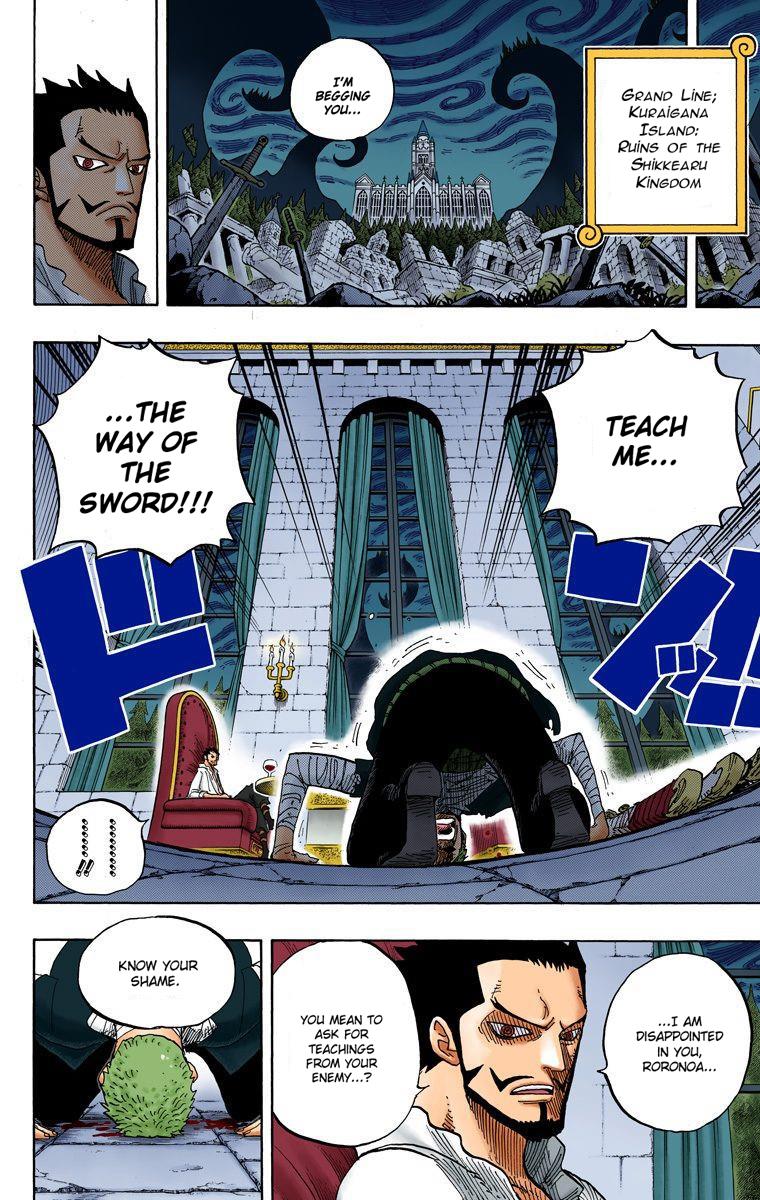 GRAND LINE;
KURAIGANA
ISLAND:
RUINS OF THE
SHIKKEARU
KINGDOM
I'M
BEGGING
YOU...
TEACH
ME...
...THE
WAY OF
THE
SWORD!!!
ドン!!
...I AM
DISAPPOINTED
IN YOU,
RORONOA...
YOU MEAN TO
ASK FOR
TEACHINGS
FROM YOUR
ENEMY...?
KNOW YOUR
SHAME.